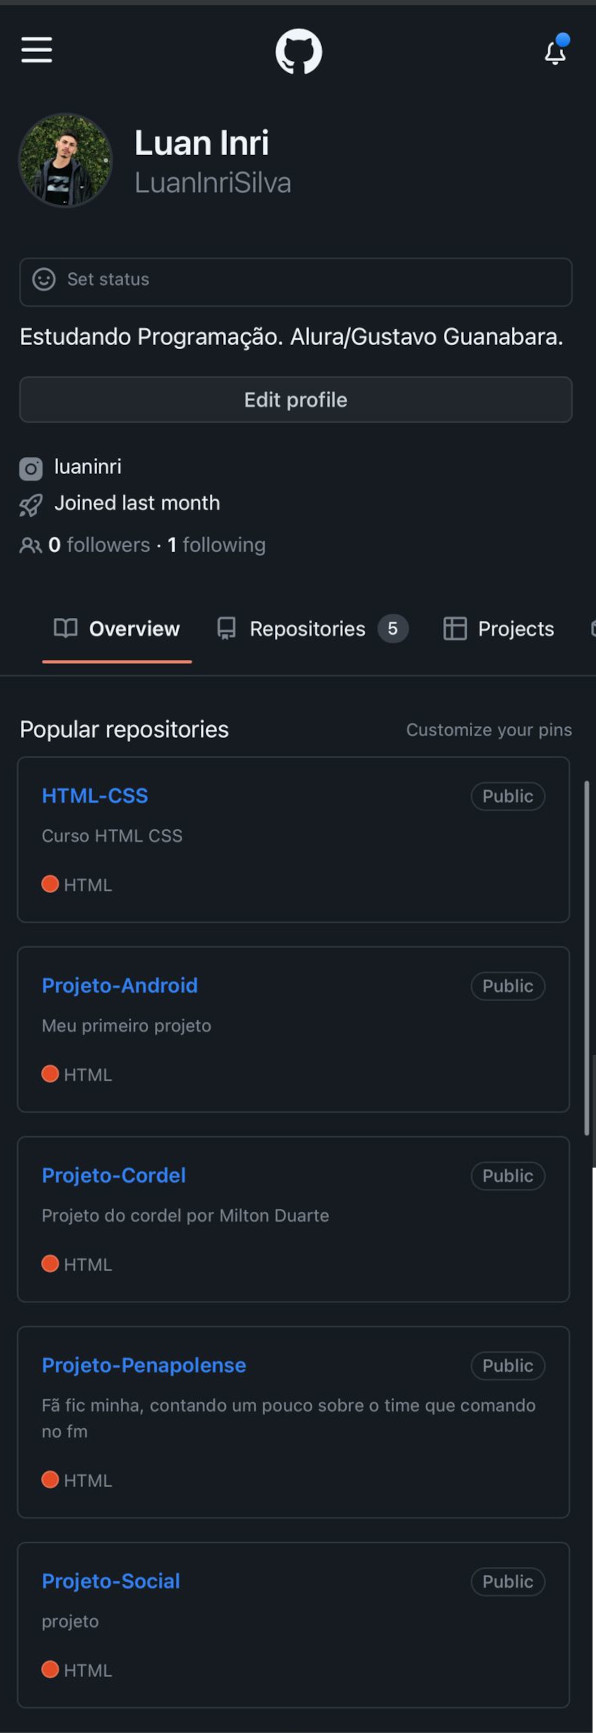 Luan Inri
LuanInriSilva
Set status
Estudando Programação. Alura/Gustavo Guanabara.
Edit profile
luaninri
Joined last month
0 followers · 1 following
Overview Repositories 5 Projects
Popular repositories Customize your pins
HTML-CSS Public
Curso HTML CSS
HTML
Projeto-Android Public
Meu primeiro projeto
HTML
Projeto-Cordel Public
Projeto do cordel por Milton Duarte
HTML
Projeto-Penapolense Public
Fã fic minha, contando um pouco sobre o time que comando
no fm
HTML
Projeto-Social Public
projeto
HTML